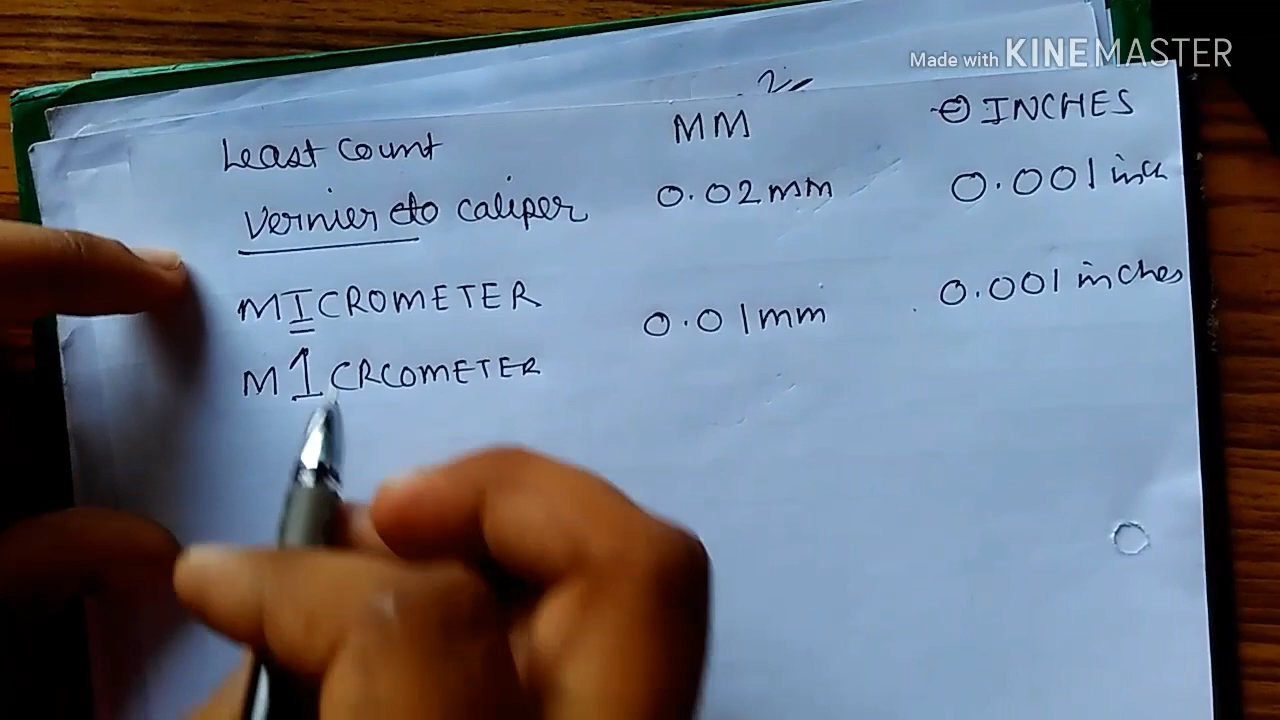 Made with KINEMASTER
2
Least Count MM INCHES
Vernier caliper 0.02mm 0.001 inch
MICROMETER 0.01mm 0.001 inches
M1CRCOMETER